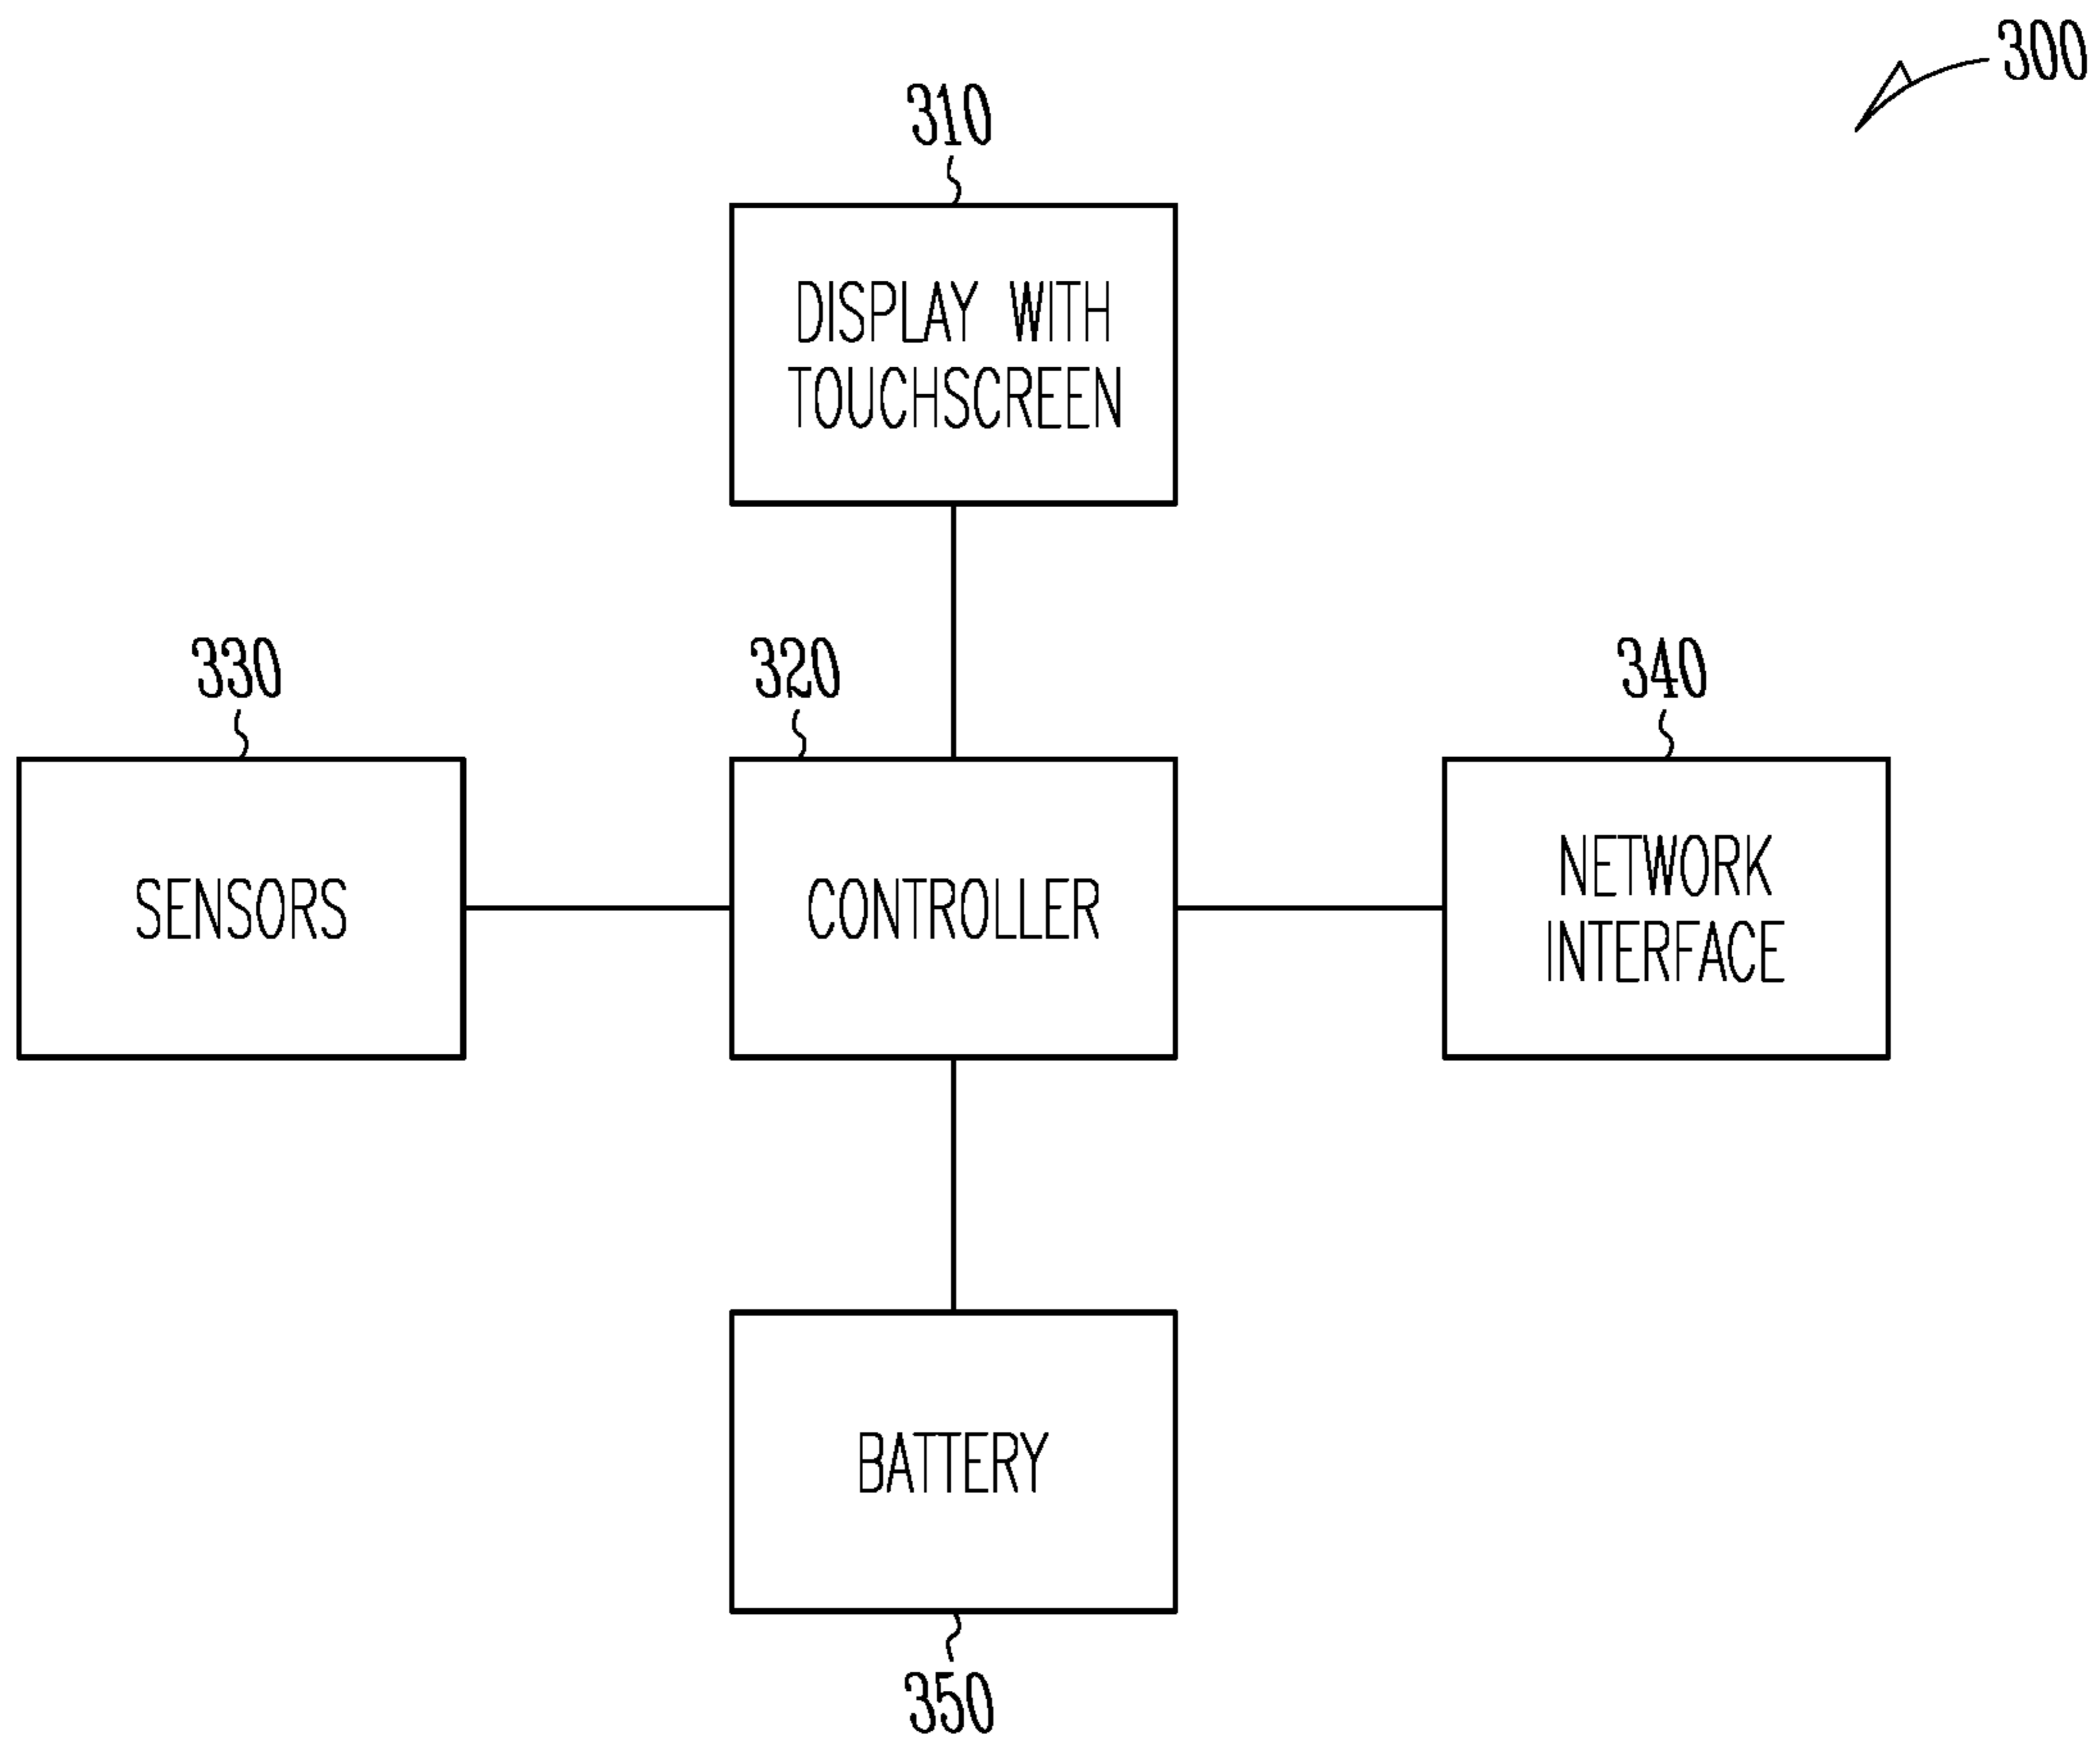 300
310
DISPLAY WITH
TOUCHSCREEN
330
320
340
SENSORS
CONTROLLER
NETWORK
INTERFACE
BATTERY
350